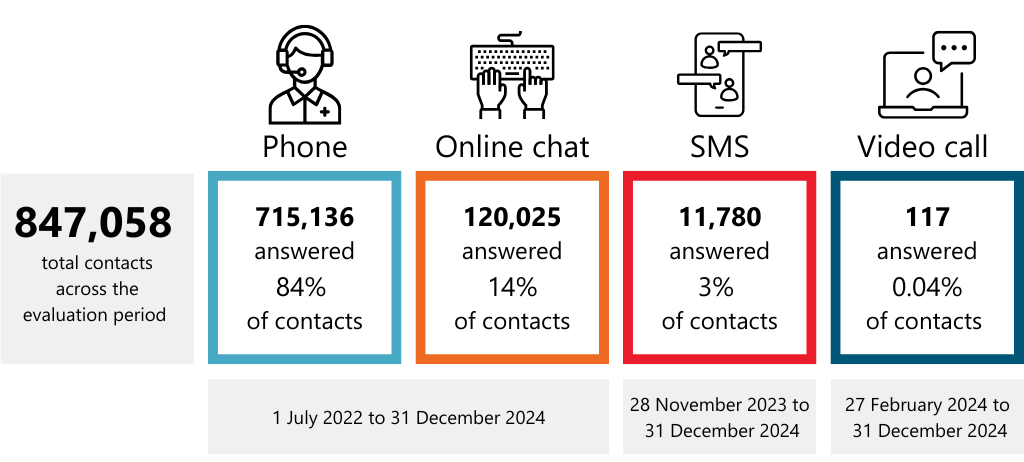 Phone
Online chat
SMS
Video call
847,058
total contacts
across the
evaluation period
715,136
answered
84%
of contacts
120,025
answered
14%
of contacts
11,780
answered
3%
of contacts
117
answered
0.04%
of contacts
1 July 2022 to 31 December 2024
28 November 2023 to
31 December 2024
27 February 2024 to
31 December 2024